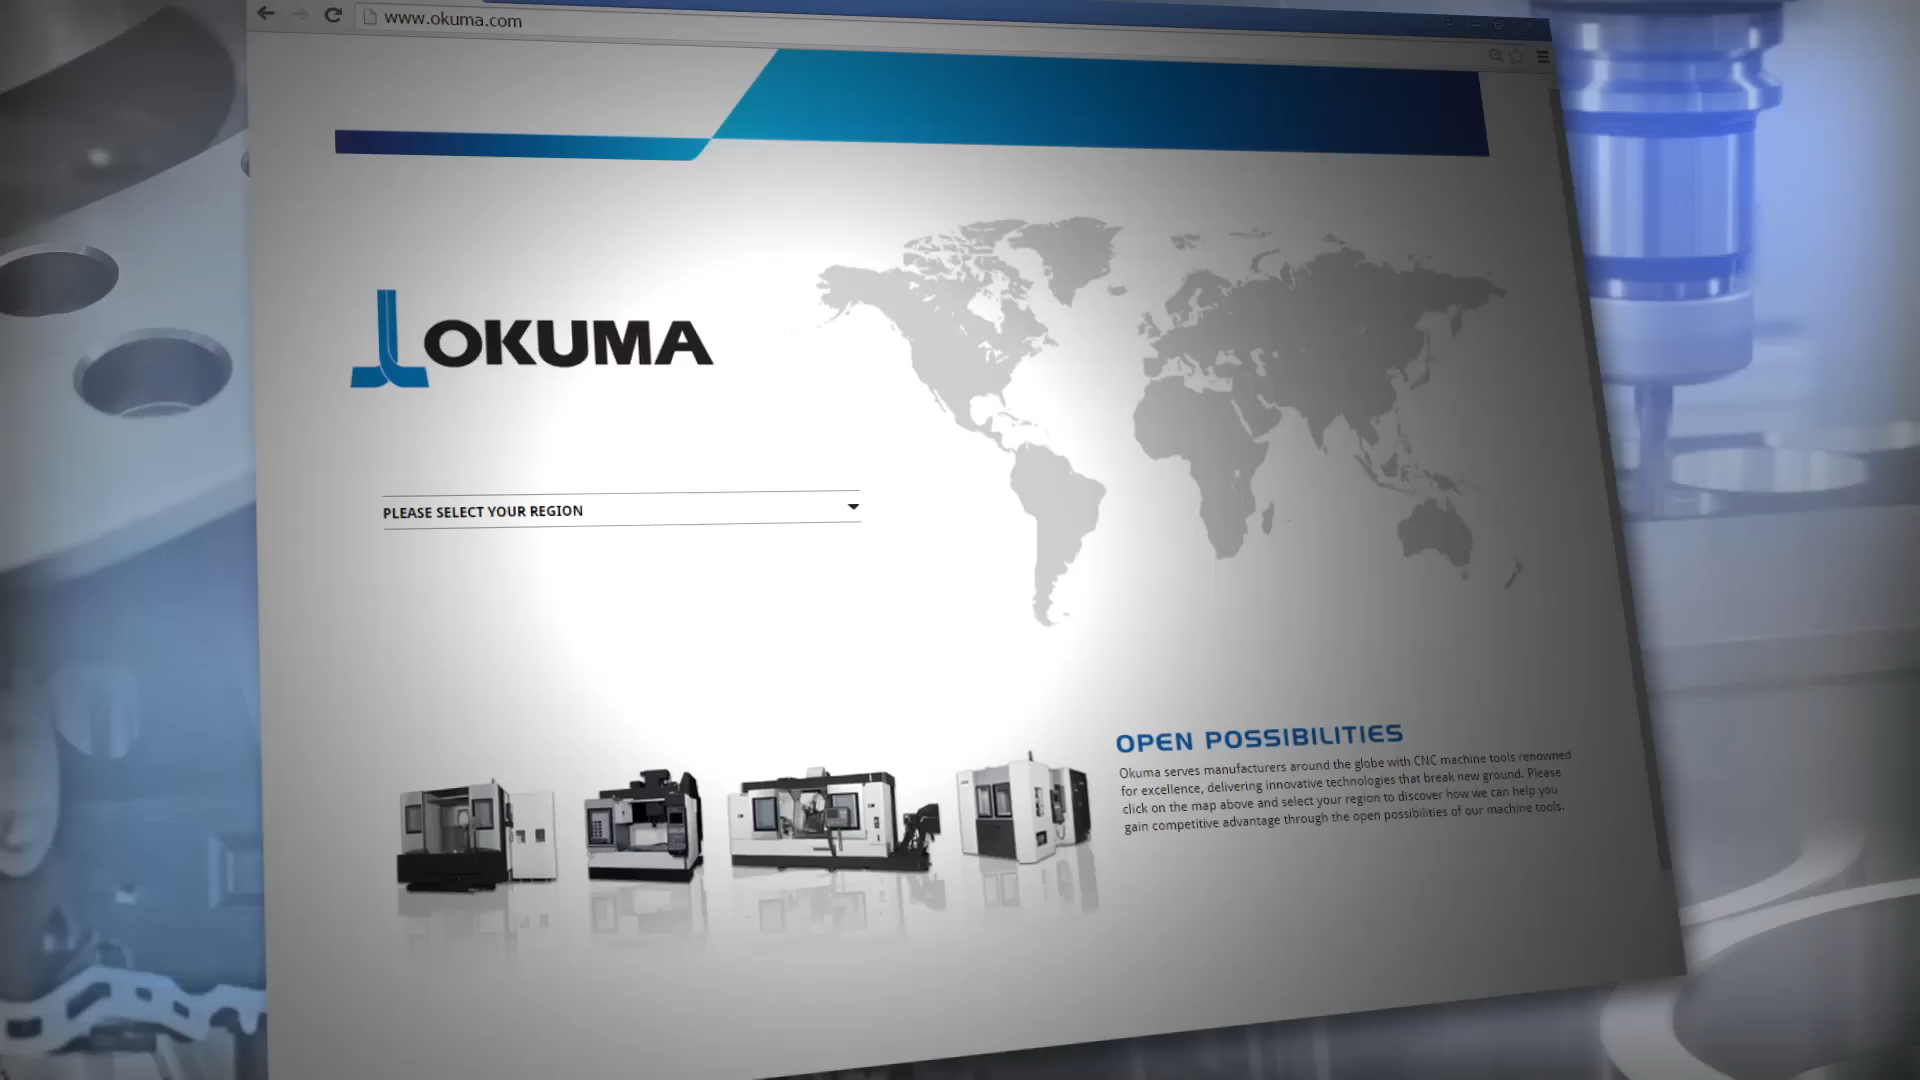 www.okuma.com
OKUMA
PLEASE SELECT YOUR REGION
OPEN POSSIBILITIES
Okuma serves manufacturers around the globe with CNC machine tools renowned
for excellence, delivering innovative technologies that break new ground. Please
click on the map above and select your region to discover how we can help you
gain competitive advantage through the open possibilities of our machine tools.